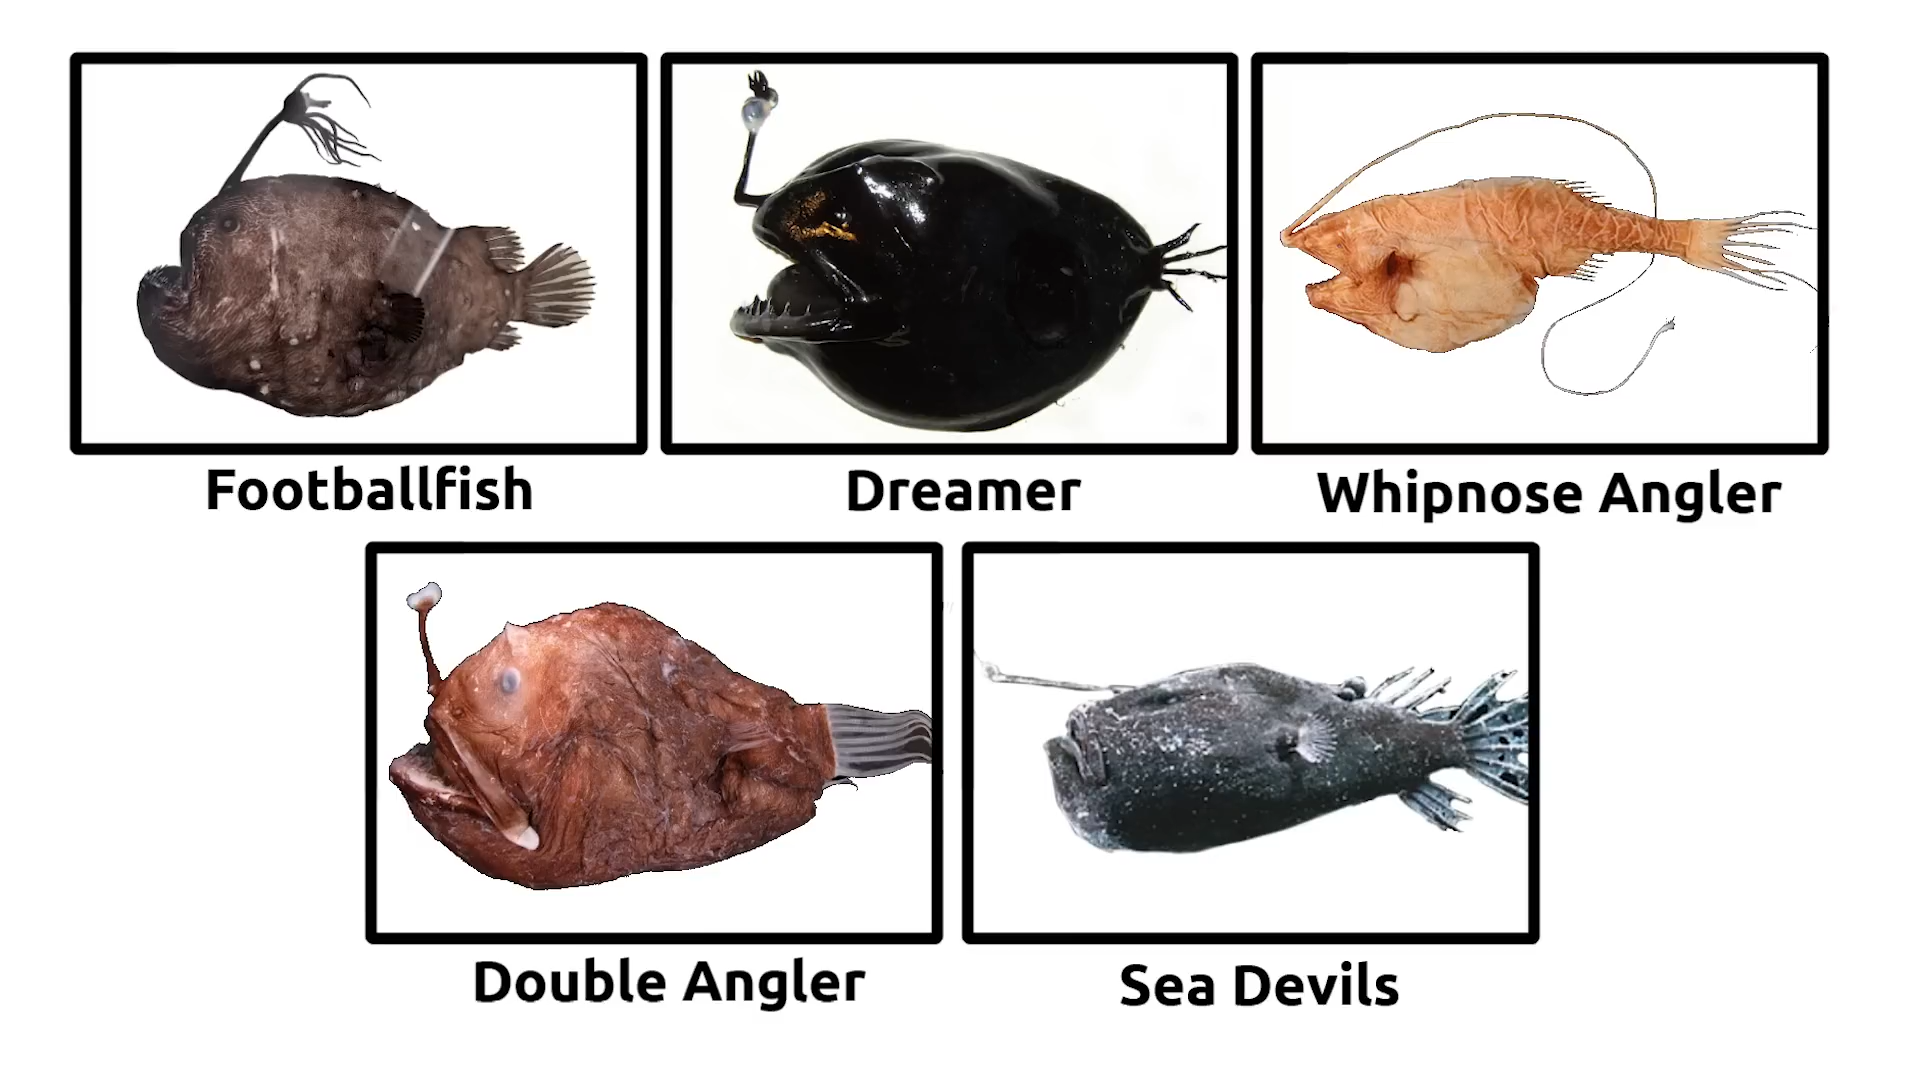 Footballfish
Dreamer
Whipnose Angler
Double Angler
Sea Devils